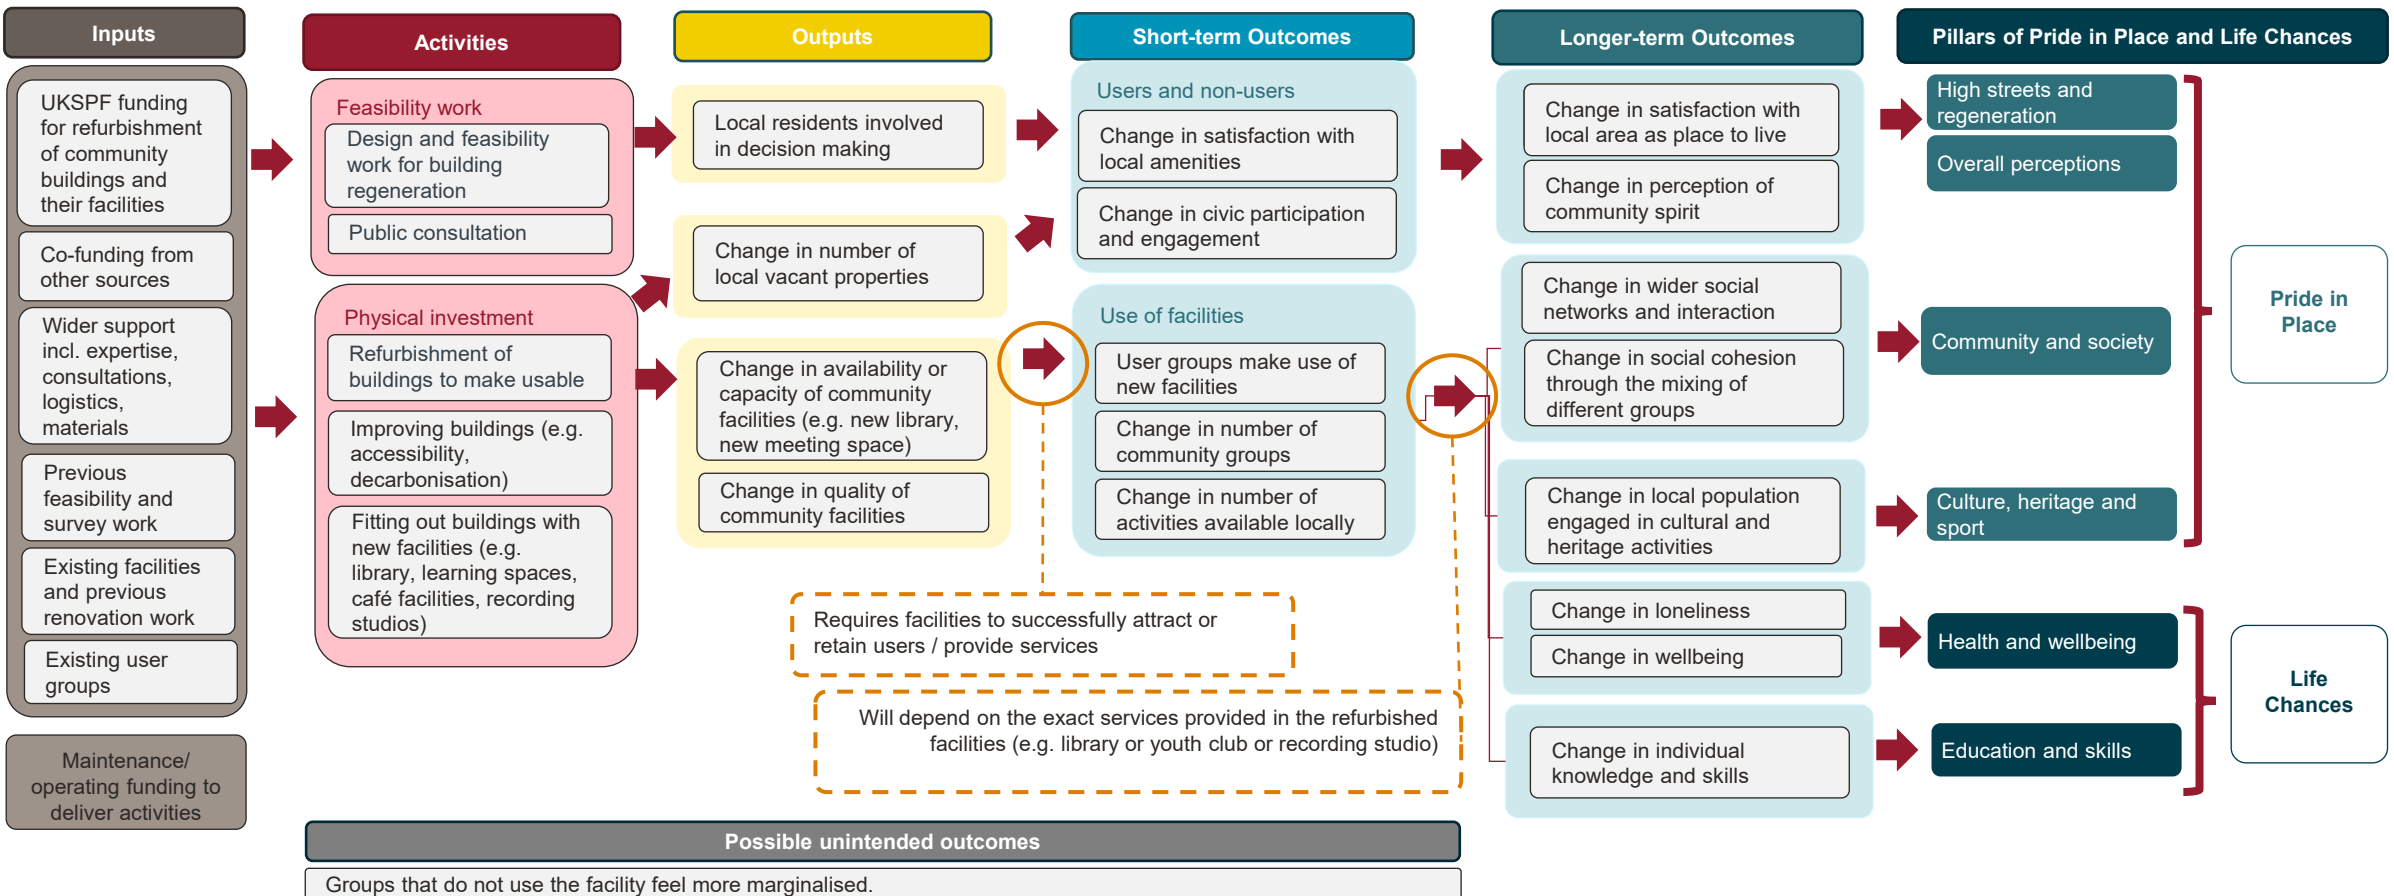 Inputs
UKSPF funding
for refurbishment
of community
buildings and
their facilities
Co-funding from
other sources
Wider support
incl. expertise,
consultations,
logistics,
materials
Previous
feasibility and
survey work
Existing facilities
and previous
renovation work
Existing user
groups
Maintenance/
operating funding to
deliver activities
Activities
Feasibility work
Design and feasibility
work for building
regeneration
Public consultation
Physical investment
Refurbishment of
buildings to make usable
Improving buildings (e.g.
accessibility,
decarbonisation)
Fitting out buildings with
new facilities (e.g.
library, learning spaces,
café facilities, recording
studios)
Outputs
Local residents involved
in decision making
Change in number of
local vacant properties
Change in availability or
capacity of community
facilities (e.g. new library,
new meeting space)
Change in quality of
community facilities
Short-term Outcomes
Users and non-users
Change in satisfaction with
local amenities
Change in civic participation
and engagement
Use of facilities
User groups make use of
new facilities
Change in number of
community groups
Change in number of
activities available locally
Requires facilities to successfully attract or
retain users / provide services
Will depend on the exact services provided in the refurbished
facilities (e.g. library or youth club or recording studio)
Longer-term Outcomes
Change in satisfaction with
local area as place to live
Change in perception of
community spirit
Change in wider social
networks and interaction
Change in social cohesion
through the mixing of
different groups
Change in local population
engaged in cultural and
heritage activities
Change in loneliness
Change in wellbeing
Change in individual
knowledge and skills
Pillars of Pride in Place and Life Chances
High streets and
regeneration
Overall perceptions
Community and society
Culture, heritage and
sport
Health and wellbeing
Education and skills
Pride in
Place
Life
Chances
Possible unintended outcomes
Groups that do not use the facility feel more marginalised.